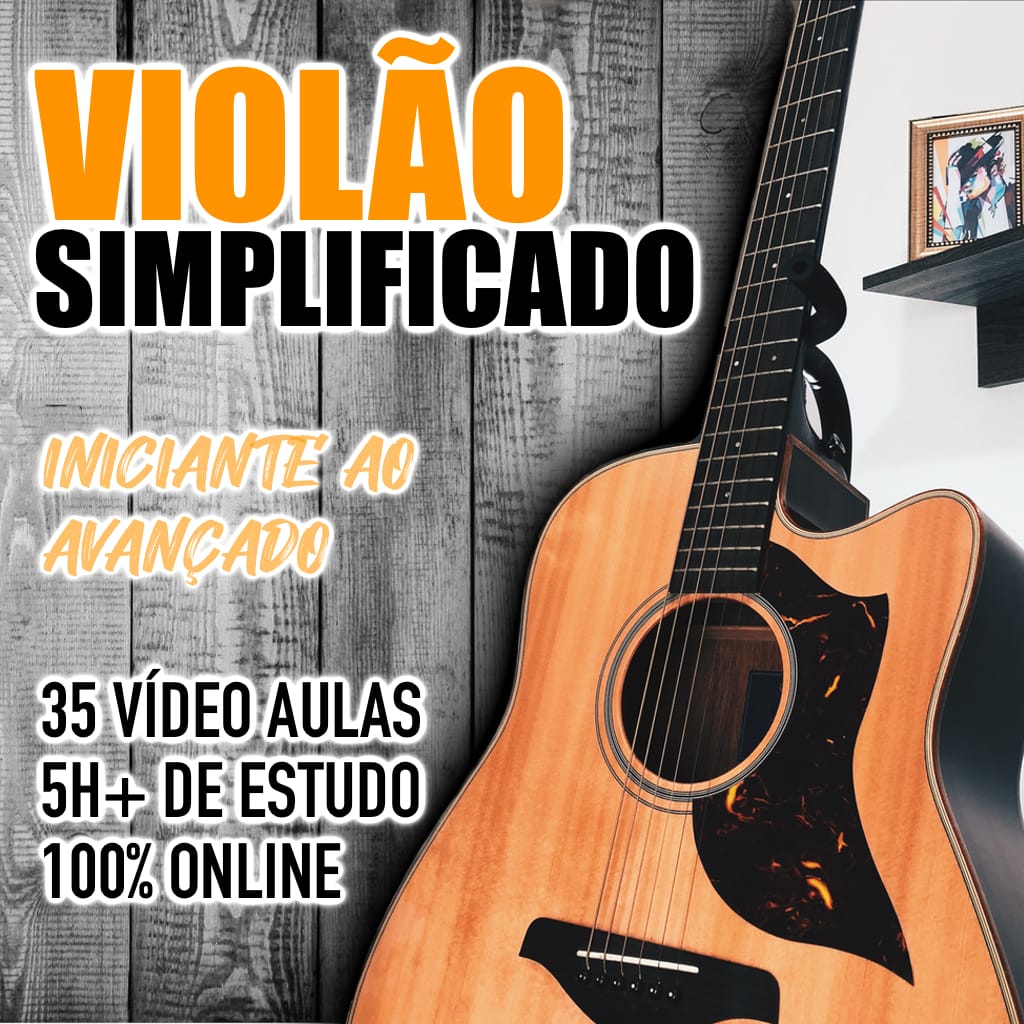 VIOLÃO
SIMPLIFICADO
INICIANTE AO
AVANÇADO
35 VÍDEO AULAS
5H+ DE ESTUDO
100% ONLINE